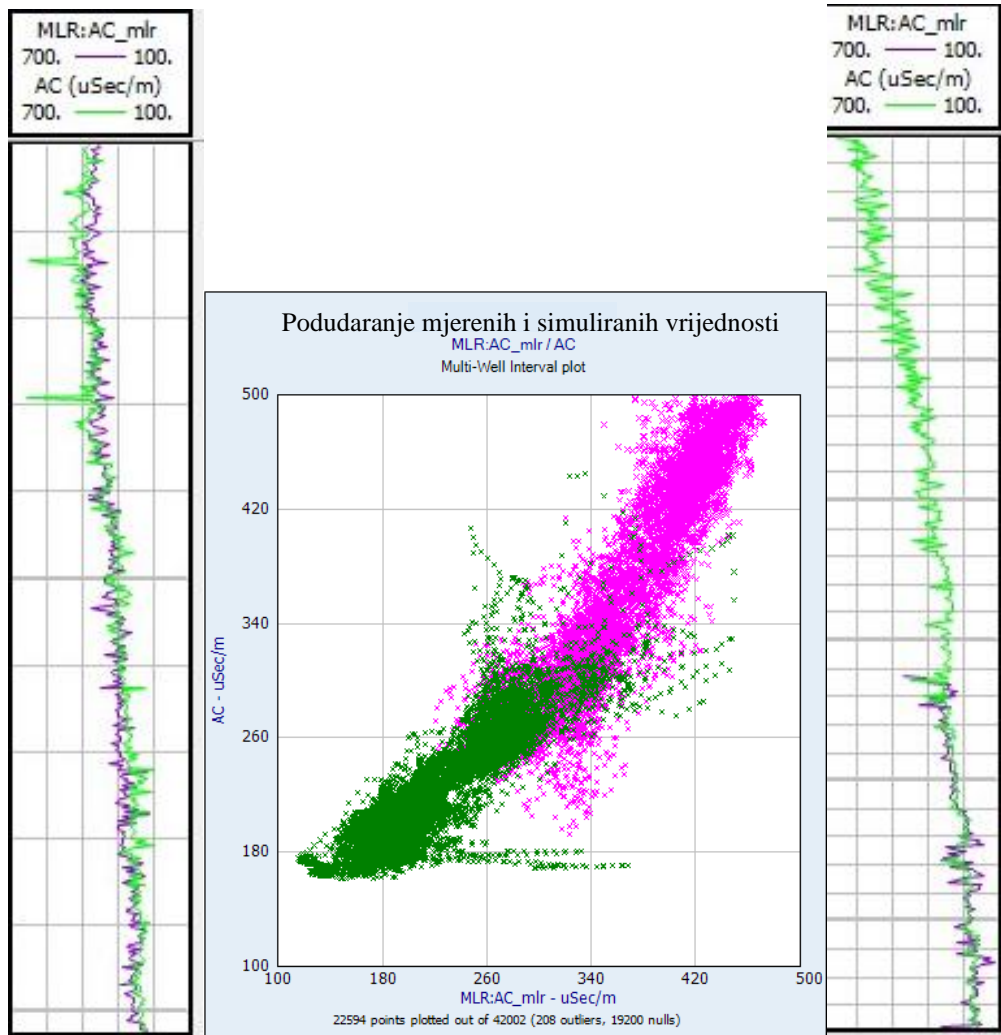 MLR:AC_mlr
700. 100.
AC (uSec/m)
700. 100.
MLR:AC_mlr
700. 100.
AC (uSec/m)
700. 100.
Podudaranje mjerenih i simuliranih vrijednosti
MLR:AC_mlr / AC
Multi-Well Interval plot
500
420
340
260
180
100
AC - uSec/m
100 180 260 340 420 500
MLR:AC_mlr - uSec/m
22594 points plotted out of 42002 (208 outliers, 19200 nulls)